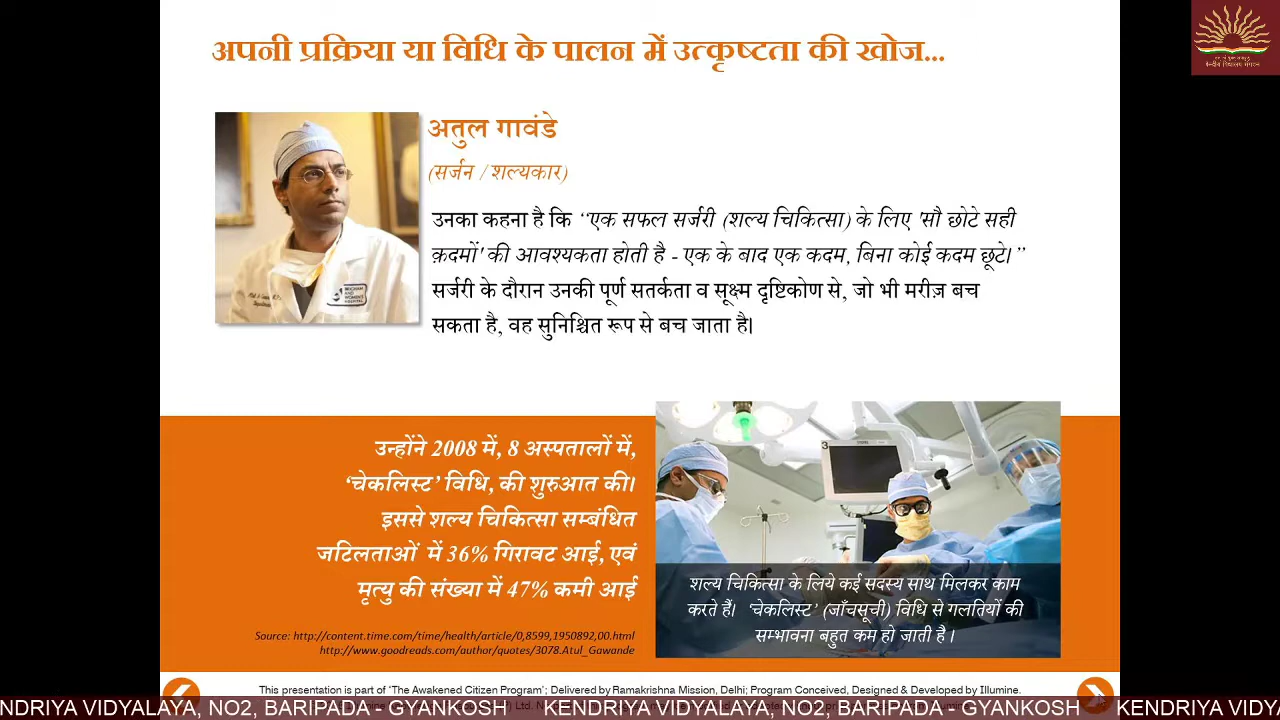 अपनी प्रक्रिया या विधि के पालन में उत्कृष्टता की खोज...
अतुल गावंडे
(सर्जन / शल्यकार)
उनका कहना है कि “एक सफल सर्जरी (शल्य चिकित्सा) के लिए 'सौ छोटे सही
क़दमों' की आवश्यकता होती है - एक के बाद एक कदम, बिना कोई कदम छूटे।”
सर्जरी के दौरान उनकी पूर्ण सतर्कता व सूक्ष्म दृष्टिकोण से, जो भी मरीज़ बच
सकता है, वह सुनिश्चित रूप से बच जाता है।
उन्होंने 2008 में, 8 अस्पतालों में,
‘चेकलिस्ट’ विधि, की शुरुआत की।
इससे शल्य चिकित्सा सम्बंधित
जटिलताओं में 36% गिरावट आई, एवं
मृत्यु की संख्या में 47% कमी आई
Source: http://content.time.com/time/health/article/0,8599,1950892,00.html
http://www.goodreads.com/author/quotes/3078.Atul_Gawande
3
शल्य चिकित्सा के लिये कई सदस्य साथ मिलकर काम
करते हैं। ‘चेकलिस्ट’ (जाँचसूची) विधि से गलतियों की
सम्भावना बहुत कम हो जाती है ।
This presentation is part of ‘The Awakened Citizen Program’; Delivered by Ramakrishna Mission, Delhi; Program Conceived, Designed & Developed by Illumine.
NDRIYA VIDYALAYA, NO2, BARIPADA - GYANKOSH KENDRIYA VIDYALAYA, NO2, BARIPADA - GYANKOSH KENDRIYA VIDY